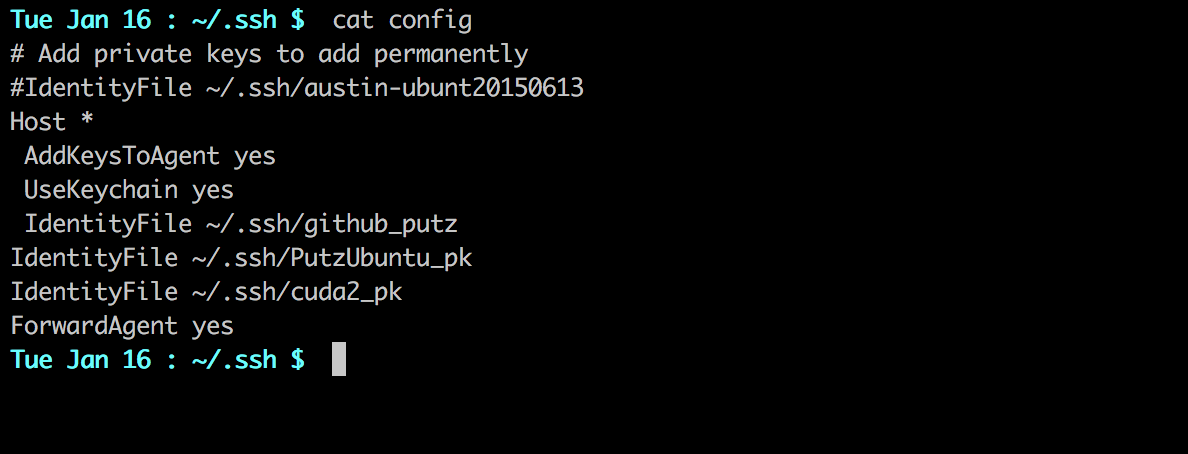 Tue Jan 16 : ~/.ssh $  cat config
# Add private keys to add permanently
#IdentityFile ~/.ssh/austin-ubunt20150613
Host *
 AddKeysToAgent yes
 UseKeychain yes
 IdentityFile ~/.ssh/github_putz
IdentityFile ~/.ssh/PutzUbuntu_pk
IdentityFile ~/.ssh/cuda2_pk
ForwardAgent yes
Tue Jan 16 : ~/.ssh $